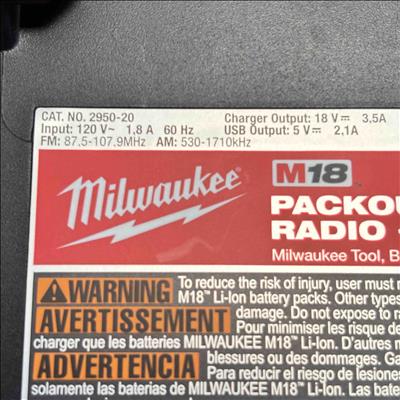 CAT. NO. 2950-20 Charger Output: 18 V⎓ 3,5A
Input: 120 V~ 1,8 A 60 Hz USB Output: 5 V⎓ 2,1A
FM: 87,5-107,9MHz AM: 530-1710kHz
Milwaukee
M18
RADIO
Milwaukee Tool,
WARNING To reduce the risk of injury, user must
M18™ Li-Ion battery packs. Other types
damage. Do not expose to
AVERTISSEMENT Pour minimiser les risque de
charger que les batteries MILWAUKEE M18™ Li-Ion. D'autres
blessures ou des dommages.
ADVERTENCIA Para reducir el riesgo de
solamente las baterías de MILWAUKEE M18™ Li-Ion. Las